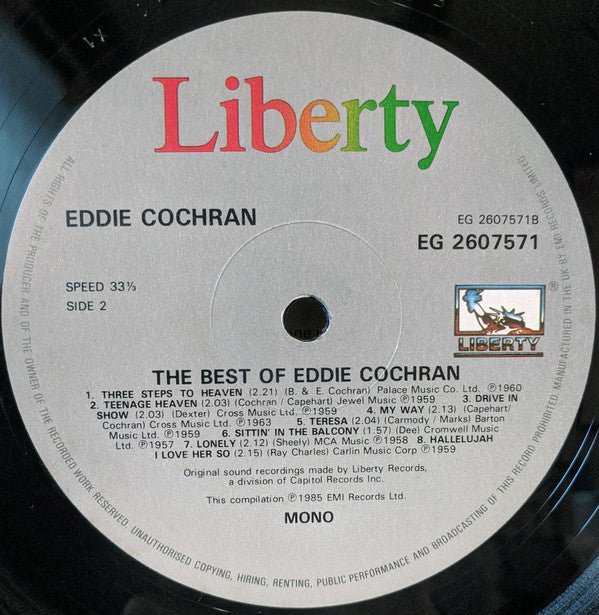 Liberty
EDDIE COCHRAN
EG 2607571B
EG 2607571
SPEED 33⅓
SIDE 2
®
LIBERTY
THE BEST OF EDDIE COCHRAN
1. THREE STEPS TO HEAVEN (2.21) (B. & E. Cochran) Palace Music Co. Ltd. ℗1960
2. TEENAGE HEAVEN (2.03) (Cochran / Capehart) Jewel Music ℗1959 3. DRIVE IN
SHOW (2.03) (Dexter) Cross Music Ltd. ℗1959 4. MY WAY (2.13) (Capehart/
Cochran) Cross Music Ltd. ℗1963 5. TERESA (2.04) (Carmody / Marks) Barton
Music Ltd. ℗1959 6. SITTIN' IN THE BALCONY (1.57) (Dee) Cromwell Music
Ltd. ℗1957 7. LONELY (2.12) (Sheely) MCA Music ℗1958 8. HALLELUJAH
I LOVE HER SO (2.15) (Ray Charles) Carlin Music Corp ℗1959
Original sound recordings made by Liberty Records,
a division of Capitol Records Inc.
This compilation ℗1985 EMI Records Ltd.
MONO
ALL RIGHTS OF THE PRODUCER AND OF THE OWNER OF THE RECORDED WORK RESERVED. UNAUTHORISED COPYING, HIRING, RENTING, PUBLIC PERFORMANCE AND BROADCASTING OF THIS RECORD PROHIBITED. MANUFACTURED IN THE UK BY EMI RECORDS LIMITED